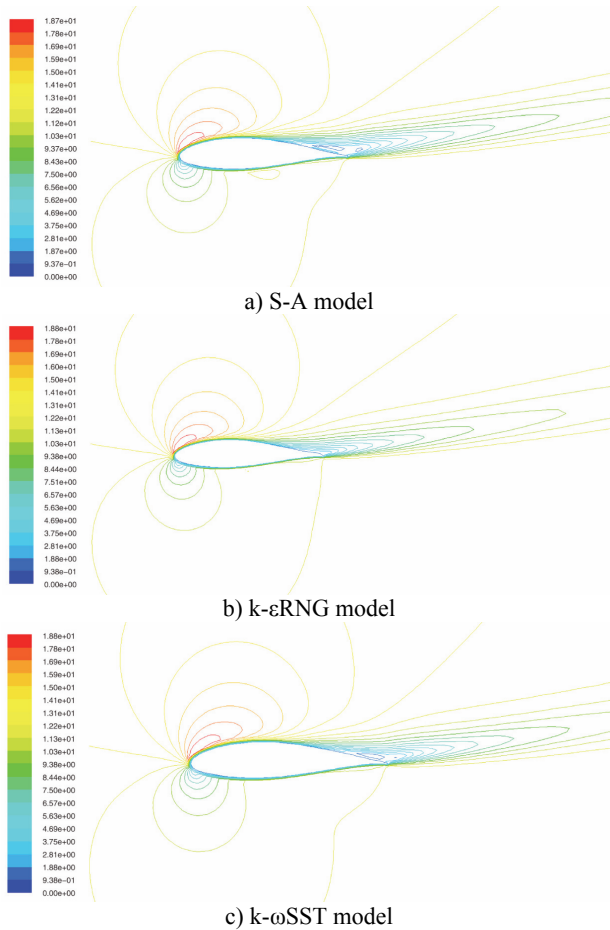 1.87e+01
1.78e+01
1.69e+01
1.59e+01
1.50e+01
1.41e+01
1.31e+01
1.22e+01
1.12e+01
1.03e+01
9.37e+00
8.43e+00
7.50e+00
6.56e+00
5.62e+00
4.69e+00
3.75e+00
2.81e+00
1.87e+00
9.37e−01
0.00e+00
a) S-A model
1.88e+01
1.78e+01
1.69e+01
1.59e+01
1.50e+01
1.41e+01
1.31e+01
1.22e+01
1.13e+01
1.03e+01
9.38e+00
8.44e+00
7.51e+00
6.57e+00
5.63e+00
4.69e+00
3.75e+00
2.81e+00
1.88e+00
9.38e−01
0.00e+00
b) k-εRNG model
1.88e+01
1.78e+01
1.69e+01
1.59e+01
1.50e+01
1.41e+01
1.31e+01
1.22e+01
1.13e+01
1.03e+01
9.38e+00
8.44e+00
7.50e+00
6.57e+00
5.63e+00
4.69e+00
3.75e+00
2.81e+00
1.88e+00
9.38e−01
0.00e+00
c) k-ωSST model